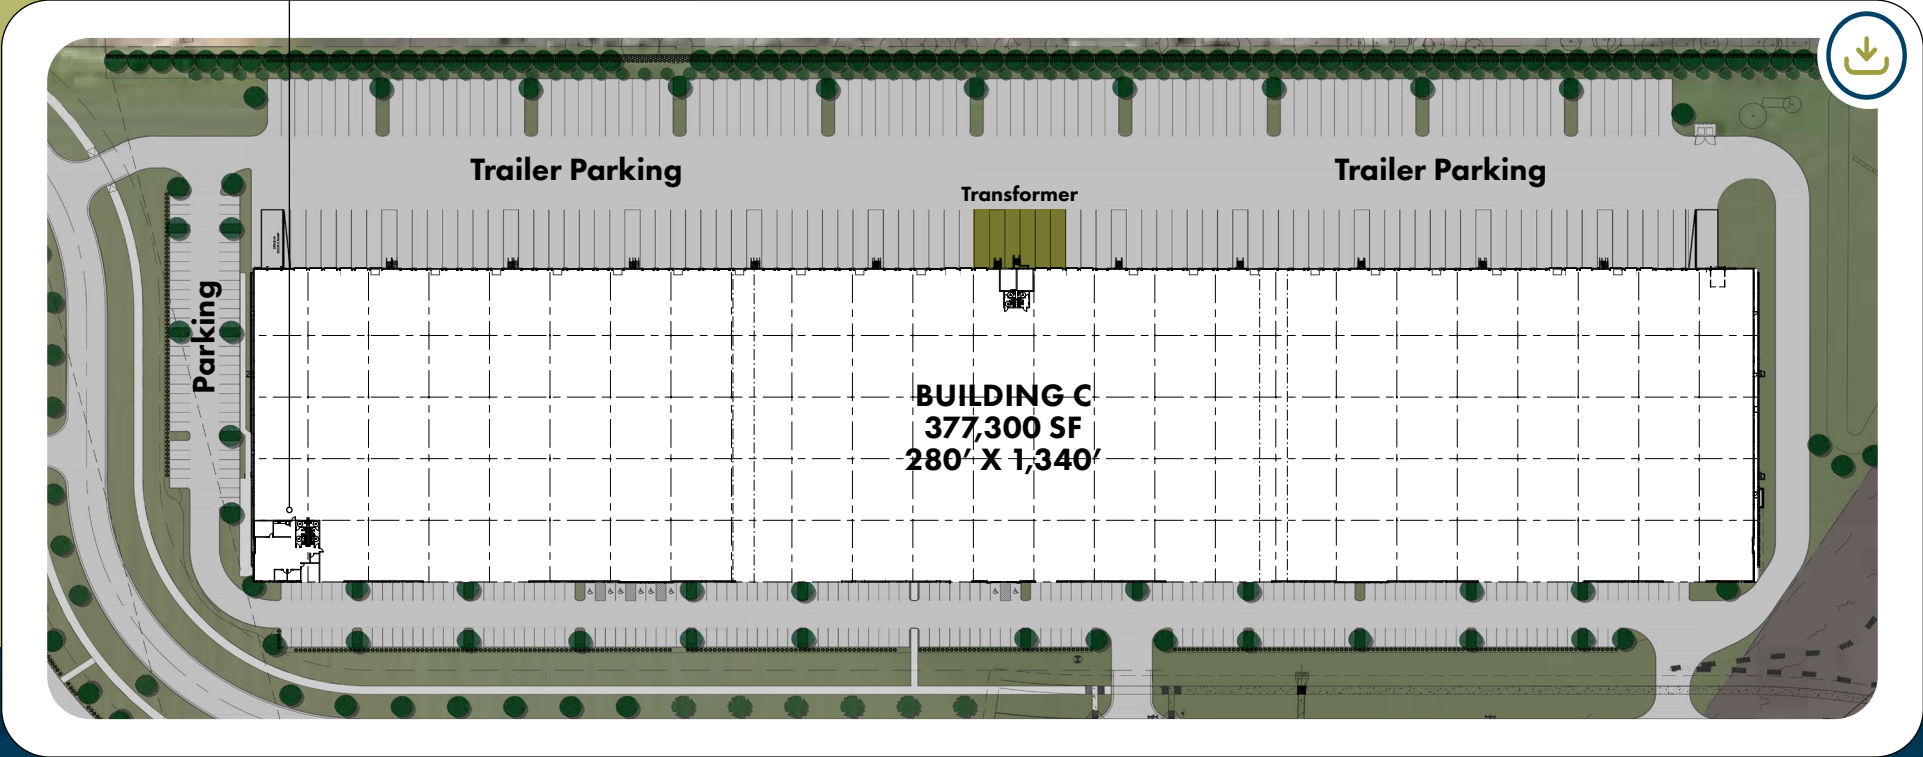 Trailer Parking
Trailer Parking
Transformer
Parking
BUILDING C
377,300 SF
280’ X 1,340’